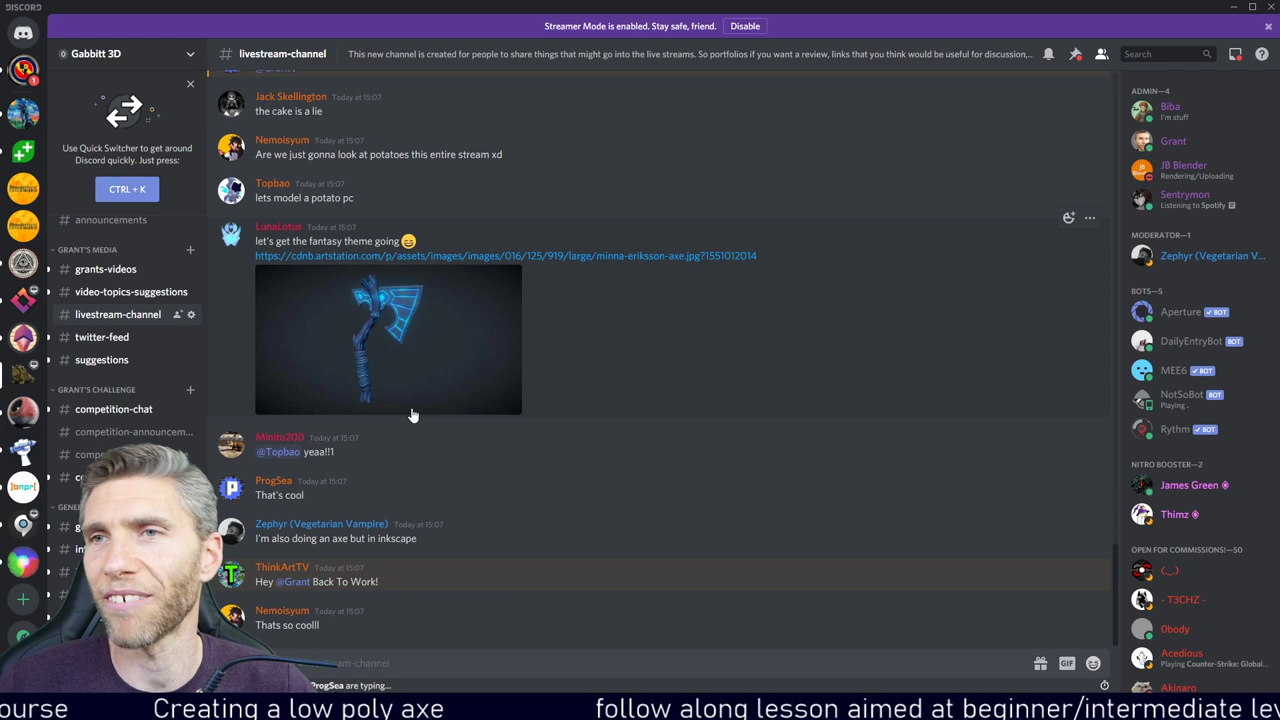 DISCORD
Streamer Mode is enabled. Stay safe, friend. Disable
Gabbitt 3D
# livestream-channel
This new channel is created for people to share things that might go into the live streams. So portfolios if you want a review, links that you think would be useful for discussion,...
Search
Use Quick Switcher to get around
Discord quickly. Just press:
CTRL + K
announcements
GRANT'S MEDIA
# grants-videos
# video-topics-suggestions
# livestream-channel
# twitter-feed
# suggestions
GRANT'S CHALLENGE
# competition-chat
# competition-announcem...
Jack Skellington Today at 15:07
the cake is a lie
Nemoisyum Today at 15:07
Are we just gonna look at potatoes this entire stream xd
Topbao Today at 15:07
lets model a potato pc
LunaLotus Today at 15:07
let's get the fantasy theme going
https://cdnb.artstation.com/p/assets/images/images/016/125/919/large/minna-eriksson-axe.jpg?1551012014
Minito200 Today at 15:07
@Topbao yeaa!!1
ProgSea Today at 15:07
That's cool
Zephyr (Vegetarian Vampire) Today at 15:07
I'm also doing an axe but in inkscape
ThinkArtTV Today at 15:07
Hey @Grant Back To Work!
Nemoisyum Today at 15:07
Thats so coolll
am-channel
GIF
ProgSea are typing...
ADMIN—4
Biba
I'm stuff
Grant
JB Blender
Rendering/Uploading
Sentrymon
Listening to Spotify
MODERATOR—1
Zephyr (Vegetarian V...
BOTS—5
Aperture BOT
DailyEntryBot BOT
MEE6 BOT
NotSoBot BOT
Playing .
Rythm BOT
NITRO BOOSTER—2
James Green
Thimz
OPEN FOR COMMISSIONS!—50
(._.)
- T3CHZ -
0body
Acedious
Playing Counter-Strike: Global...
Akinaro
ourse Creating a low poly axe follow along lesson aimed at beginner/intermediate lev